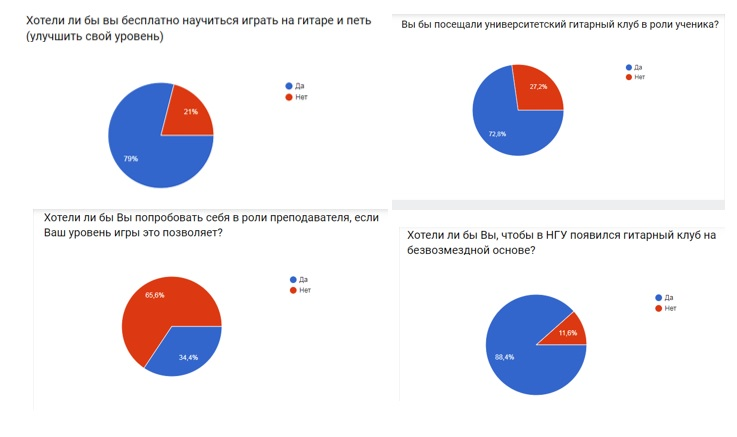 Хотели ли бы вы бесплатно научиться играть на гитаре и петь
(улучшить свой уровень)
Да
Нет
21%
79%
Вы бы посещали университетский гитарный клуб в роли ученика?
Да
Нет
27,2%
72,8%
Хотели ли бы Вы попробовать себя в роли преподавателя, если
Ваш уровень игры это позволяет?
Да
Нет
65,6%
34,4%
Хотели ли бы Вы, чтобы в НГУ появился гитарный клуб на
безвозмездной основе?
Да
Нет
11,6%
88,4%